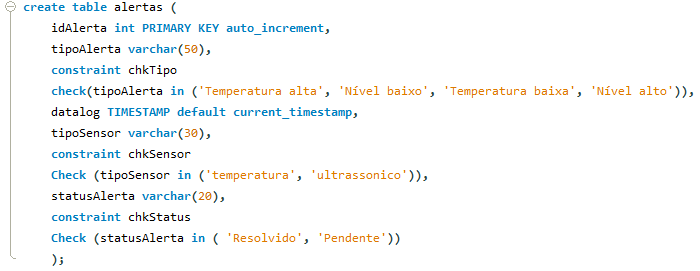 create table alertas (
idAlerta int PRIMARY KEY auto_increment,
tipoAlerta varchar(50),
constraint chkTipo
check(tipoAlerta in ('Temperatura alta', 'Nível baixo', 'Temperatura baixa', 'Nível alto')),
datalog TIMESTAMP default current_timestamp,
tipoSensor varchar(30),
constraint chkSensor
Check (tipoSensor in ('temperatura', 'ultrassonico')),
statusAlerta varchar(20),
constraint chkStatus
Check (statusAlerta in ( 'Resolvido', 'Pendente'))
);